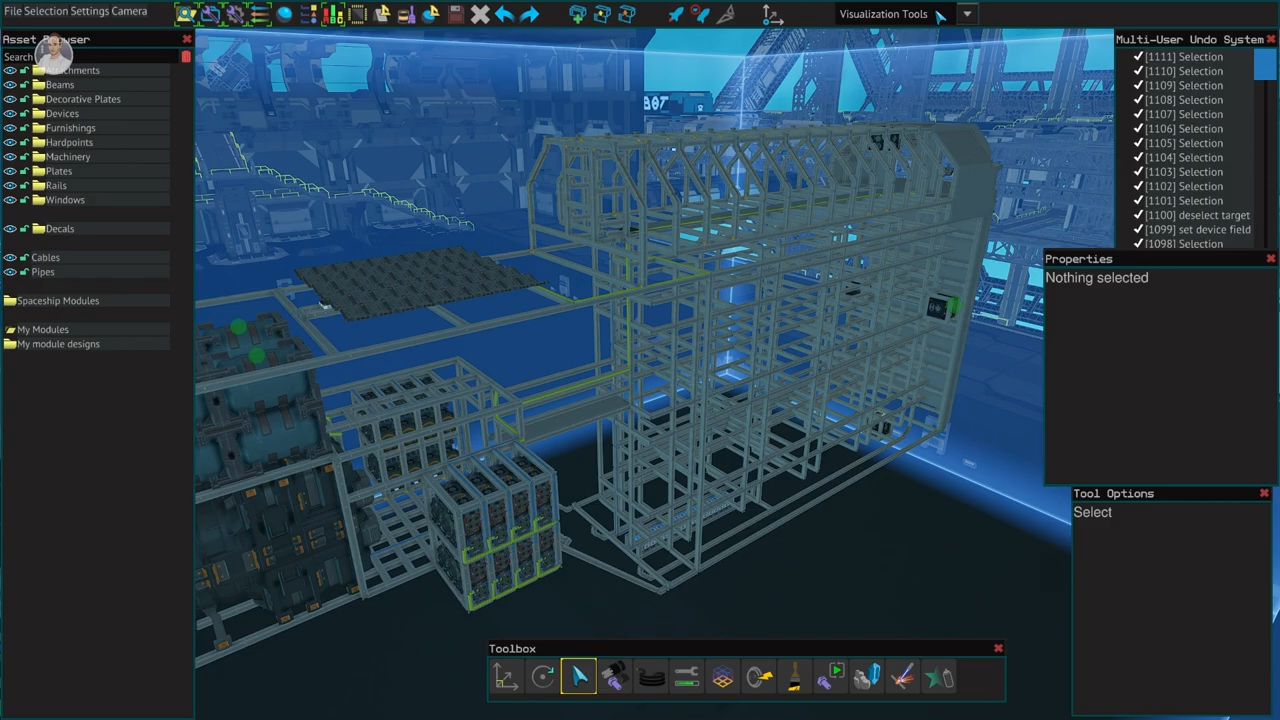 File Selection Settings Camera
Visualization Tools
Asset Browser
Search
Attachments
Beams
Decorative Plates
Devices
Furnishings
Hardpoints
Machinery
Plates
Rails
Windows
Decals
Cables
Pipes
Spaceship Modules
My Modules
My module designs
Multi-User Undo System
[1111] Selection
[1110] Selection
[1109] Selection
[1108] Selection
[1107] Selection
[1106] Selection
[1105] Selection
[1104] Selection
[1103] Selection
[1102] Selection
[1101] Selection
[1100] deselect target
[1099] set device field
[1098] Selection
Properties
Nothing selected
Tool Options
Select
Toolbox